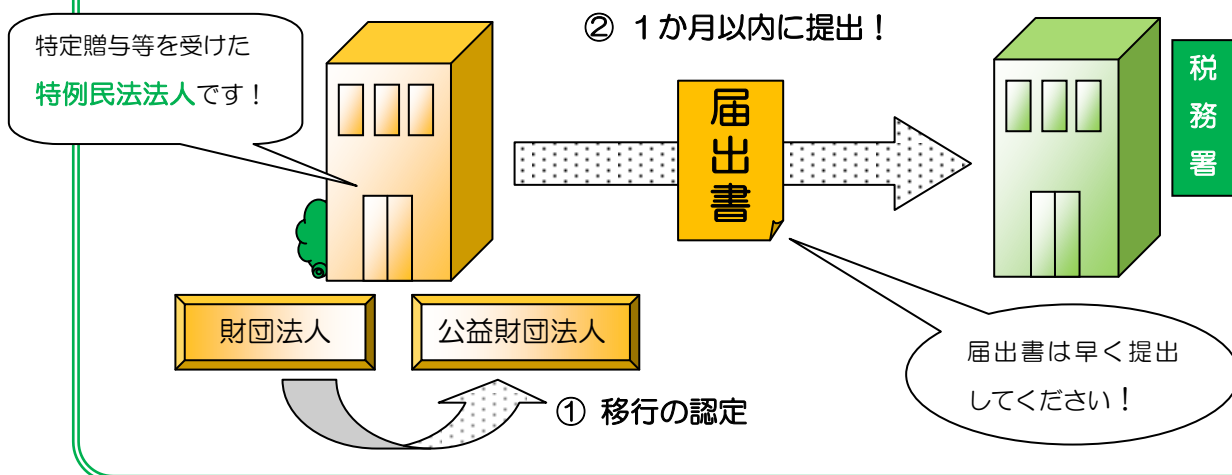 ② 1か月以内に提出！
特定贈与等を受けた
特例民法法人です！
届出書
税務署
財団法人
公益財団法人
届出書は早く提出
してください！
① 移行の認定